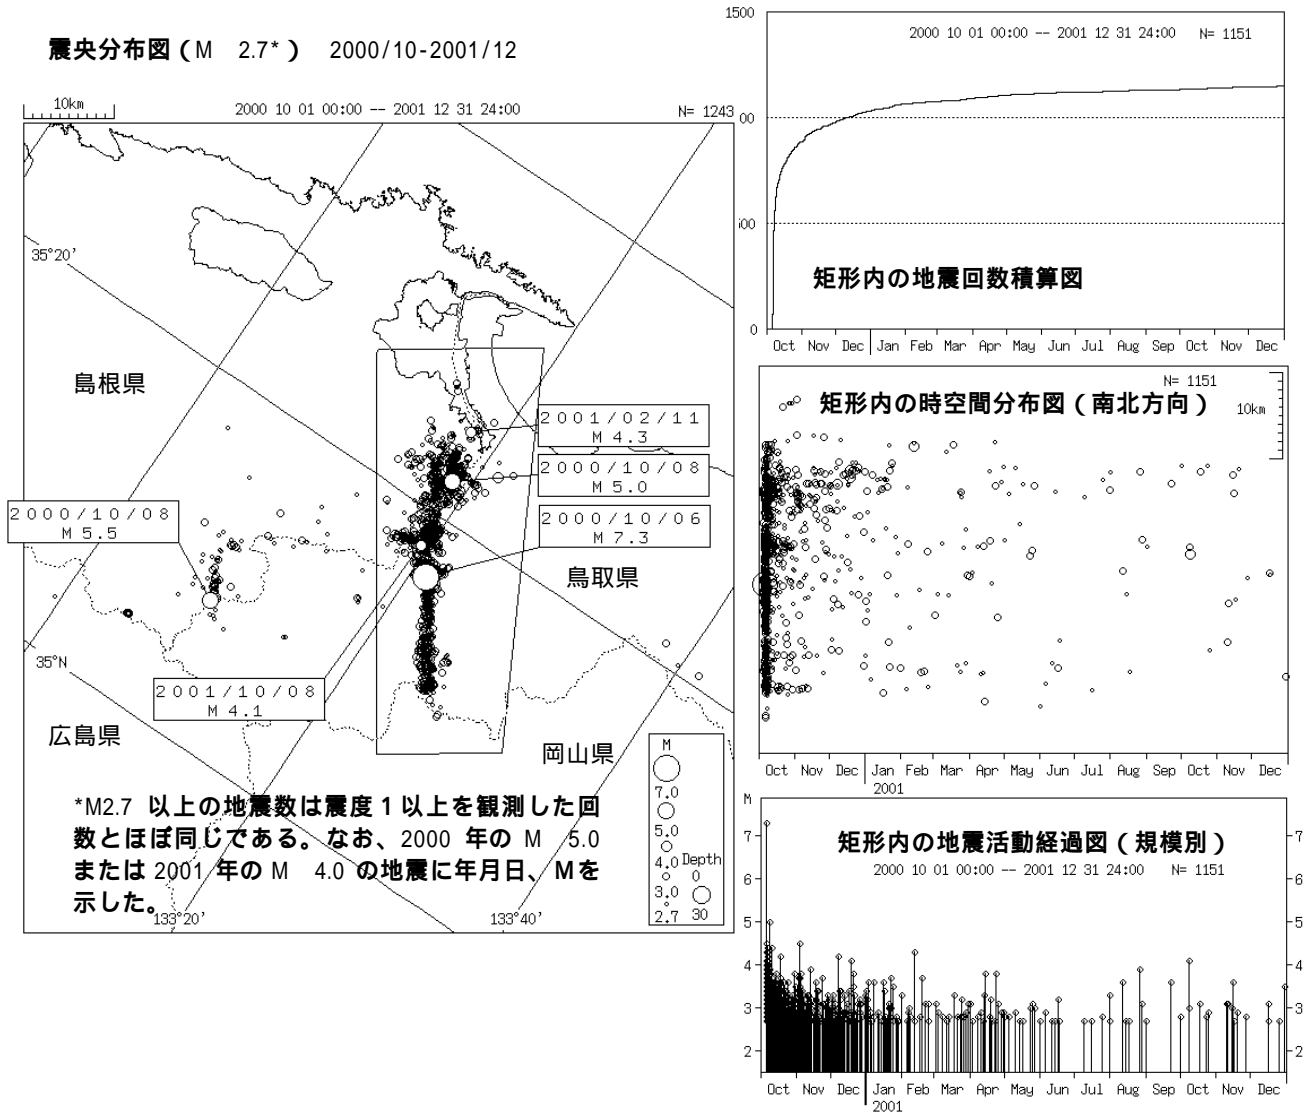 震央分布図（M 2.7*） 2000/10-2001/12
10km
2000 10 01 00:00 -- 2001 12 31 24:00 N= 1243
35°20'
島根県
2001/02/11
M 4.3
2000/10/08
M 5.0
2000/10/06
M 7.3
2000/10/08
M 5.5
鳥取県
35°N
2001/10/08
M 4.1
広島県
岡山県
*M2.7 以上の地震数は震度１以上を観測した回
数とほぼ同じである。なお、2000 年の M 5.0
または 2001 年の M 4.0 の地震に年月日、Mを
示した。
133°20'
133°40'
M
7.0
5.0
4.0
3.0
2.7
Depth
0
30
1500
2000 10 01 00:00 -- 2001 12 31 24:00 N= 1151
00
500
矩形内の地震回数積算図
0
Oct Nov Dec Jan Feb Mar Apr May Jun Jul Aug Sep Oct Nov Dec
N= 1151
矩形内の時空間分布図（南北方向）
10km
Oct Nov Dec Jan Feb Mar Apr May Jun Jul Aug Sep Oct Nov Dec
2001
M
矩形内の地震活動経過図（規模別）
2000 10 01 00:00 -- 2001 12 31 24:00 N= 1151
7 7
6 6
5 5
4 4
3 3
2 2
Oct Nov Dec Jan Feb Mar Apr May Jun Jul Aug Sep Oct Nov Dec
2001